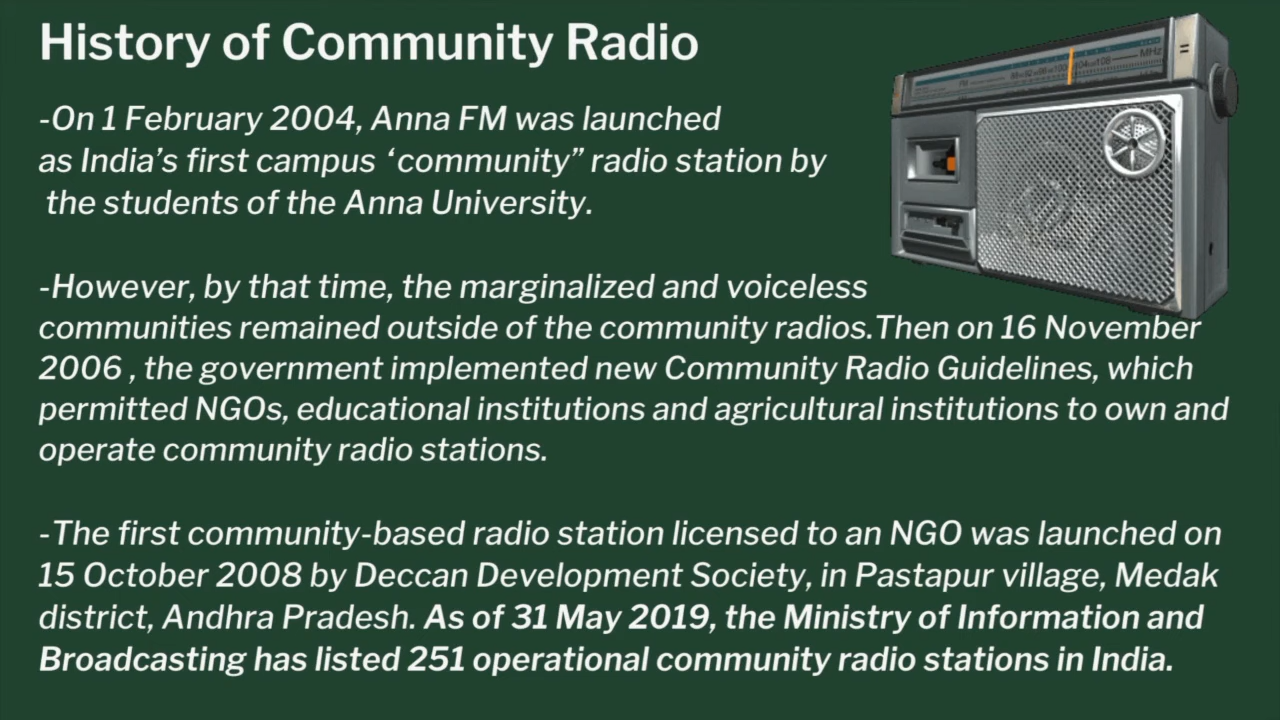 History of Community Radio
-On 1 February 2004, Anna FM was launched
as India’s first campus ‘community” radio station by
the students of the Anna University.
-However, by that time, the marginalized and voiceless
communities remained outside of the community radios.Then on 16 November
2006 , the government implemented new Community Radio Guidelines, which
permitted NGOs, educational institutions and agricultural institutions to own and
operate community radio stations.
-The first community-based radio station licensed to an NGO was launched on
15 October 2008 by Deccan Development Society, in Pastapur village, Medak
district, Andhra Pradesh. As of 31 May 2019, the Ministry of Information and
Broadcasting has listed 251 operational community radio stations in India.
FM
MHz